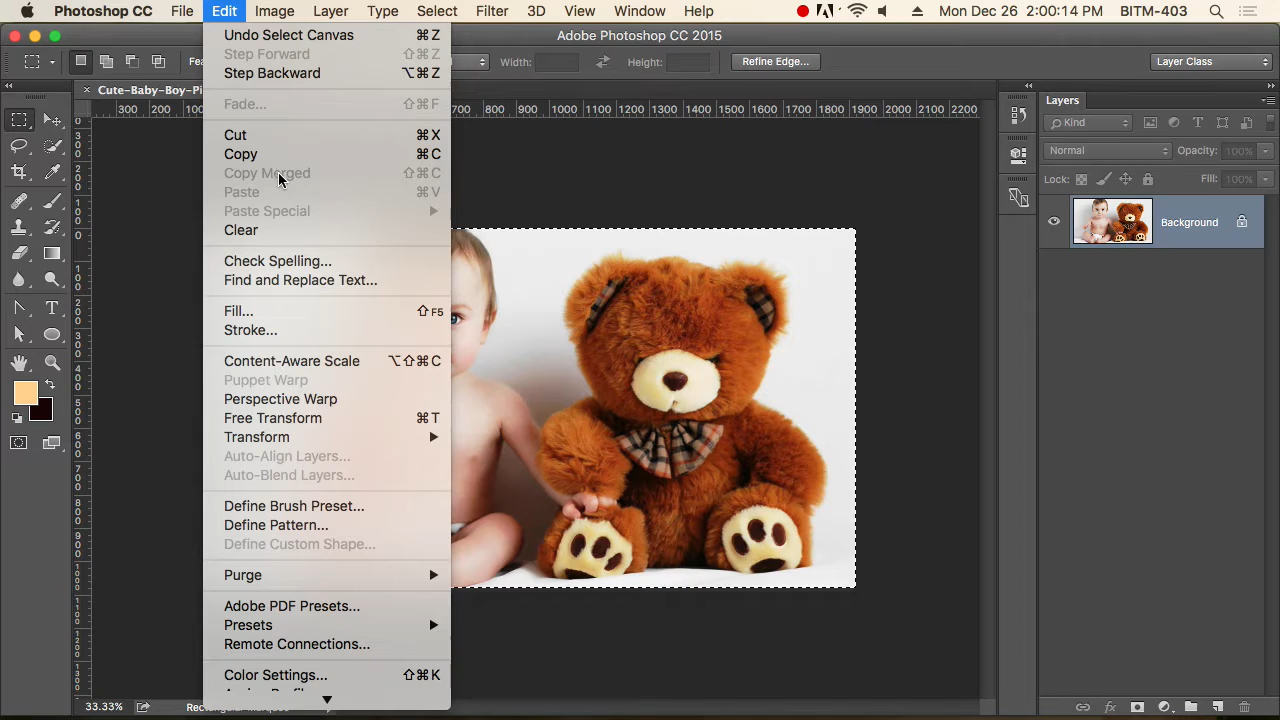 Photoshop CC File Edit Image Layer Type Select Filter 3D View Window Help Mon Dec 26 2:00:14 PM BITM-403
Adobe Photoshop CC 2015
Width: Height: Refine Edge... Layer Class
Cute-Baby-Boy-Pi
300 200 700 800 900 1000 1100 1200 1300 1400 1500 1600 1700 1800 1900 2000 2100 2200
Undo Select Canvas ⌘Z
Step Forward ⇧⌘Z
Step Backward ⌥⌘Z
Fade... ⇧⌘F
Cut ⌘X
Copy ⌘C
Copy Merged ⇧⌘C
Paste ⌘V
Paste Special
Clear
Check Spelling...
Find and Replace Text...
Fill... ⇧F5
Stroke...
Content-Aware Scale ⌥⇧⌘C
Puppet Warp
Perspective Warp
Free Transform ⌘T
Transform
Auto-Align Layers...
Auto-Blend Layers...
Define Brush Preset...
Define Pattern...
Define Custom Shape...
Purge
Adobe PDF Presets...
Presets
Remote Connections...
Color Settings... ⇧⌘K
Layers
Kind
Normal Opacity: 100%
Lock: Fill: 100%
Background
33.33%